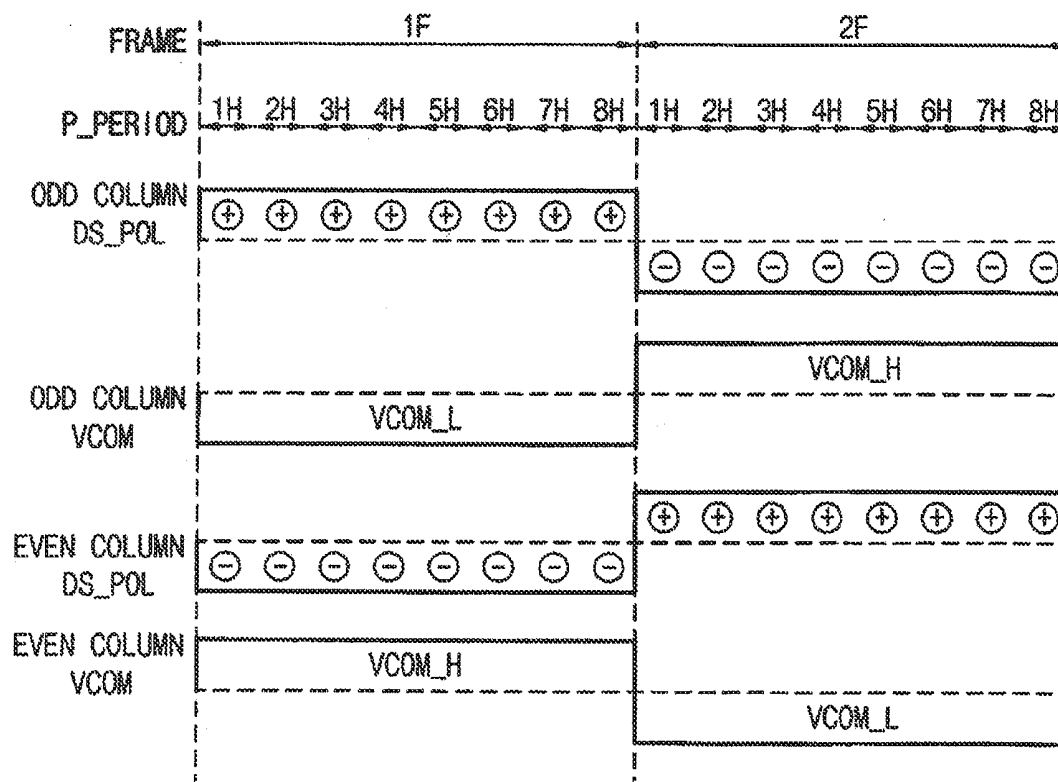 FRAME 1F 2F
P_PERIOD 1H 2H 3H 4H 5H 6H 7H 8H 1H 2H 3H 4H 5H 6H 7H 8H
ODD COLUMN
DS_POL
+ + + + + + + +
- - - - - - - -
ODD COLUMN
VCOM
VCOM_L
VCOM_H
EVEN COLUMN
DS_POL
- - - - - - - -
+ + + + + + + +
EVEN COLUMN
VCOM
VCOM_H
VCOM_L